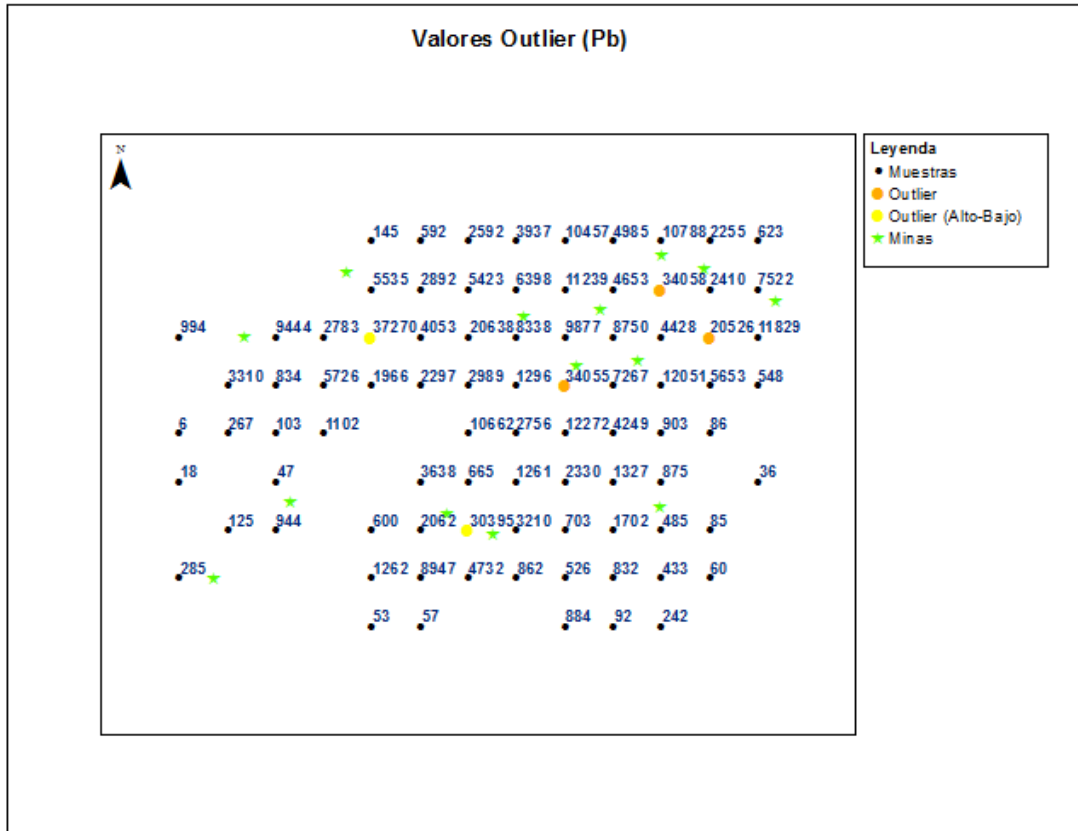 Valores Outlier (Pb)
N
Leyenda
Muestras
Outlier
Outlier (Alto-Bajo)
Minas
145 592 2592 3937 10457 4985 10788 2255 623
5535 2892 5423 6398 11239 4653 34058 2410 7522
994 9444 2783 37270 4053 20638 8338 9877 8750 4428 20526 11829
3310 834 5726 1966 2297 2989 1296 34055 7267 12051 5653 548
6 267 103 1102 10662 2756 12272 4249 903 86
18 47 3638 665 1261 2330 1327 875 36
125 944 600 2062 30395 3210 703 1702 485 85
285 1262 8947 4732 862 526 832 433 60
53 57 884 92 242